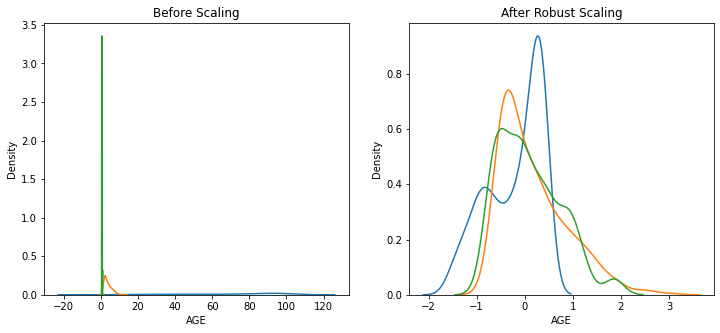 Before Scaling
3.5
3.0
2.5
2.0
1.5
1.0
0.5
0.0
Density
−20 0 20 40 60 80 100 120
AGE
After Robust Scaling
0.8
0.6
0.4
0.2
0.0
Density
−2 −1 0 1 2 3
AGE